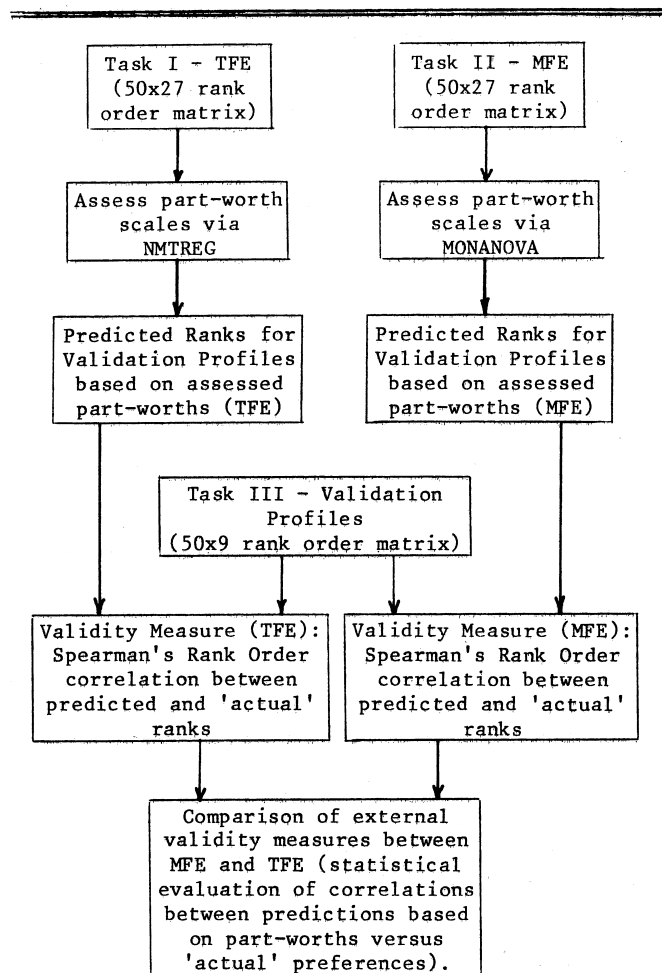 Task I - TFE
(50x27 rank
order matrix)
Task II - MFE
(50x27 rank
order matrix)
Assess part-worth
scales via
NMTREG
Assess part-worth
scales via
MONANOVA
Predicted Ranks for
Validation Profiles
based on assessed
part-worths (TFE)
Predicted Ranks for
Validation Profiles
based on assessed
part-worths (MFE)
Task III - Validation
Profiles
(50x9 rank order matrix)
Validity Measure (TFE):
Spearman's Rank Order
correlation between
predicted and 'actual'
ranks
Validity Measure (MFE):
Spearman's Rank Order
correlation between
predicted and 'actual'
ranks
Comparison of external
validity measures between
MFE and TFE (statistical
evaluation of correlations
between predictions based
on part-worths versus
'actual' preferences).